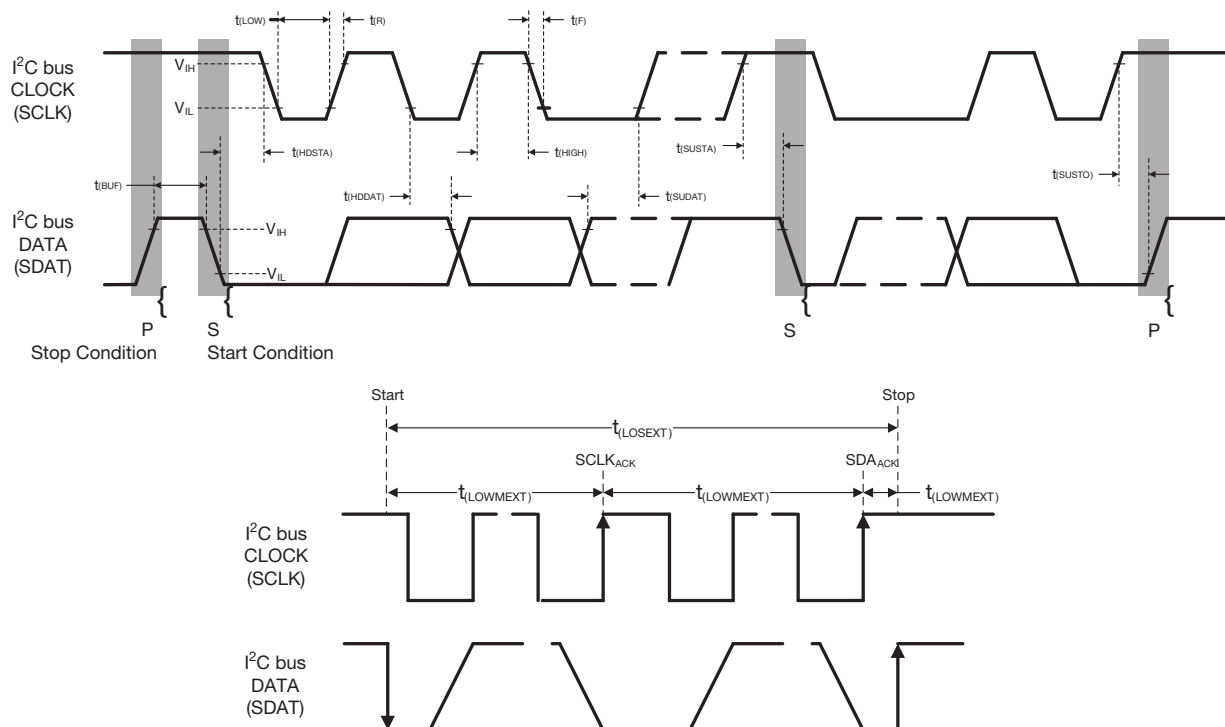 t(LOW)
t(R)
t(F)
I²C bus
CLOCK
(SCLK)
VIH
VIL
t(HDSTA)
t(HIGH)
t(SUSTA)
t(SUSTO)
t(BUF)
t(HDDAT)
t(SUDAT)
I²C bus
DATA
(SDAT)
VIH
VIL
{
{
{
{
P
S
S
P
Stop Condition
Start Condition
Start
Stop
t(LOSEXT)
SCLKACK
SDAACK
t(LOWMEXT)
t(LOWMEXT)
t(LOWMEXT)
I²C bus
CLOCK
(SCLK)
I²C bus
DATA
(SDAT)